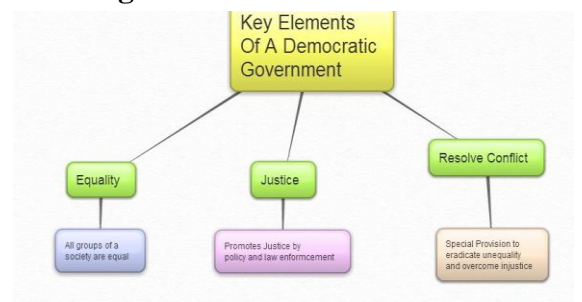 Key Elements
Of A Democratic
Government
Equality
Justice
Resolve Conflict
All groups of a
society are equal
Promotes Justice by
policy and law enformcement
Special Provision to
eradicate unequality
and overcome injustice